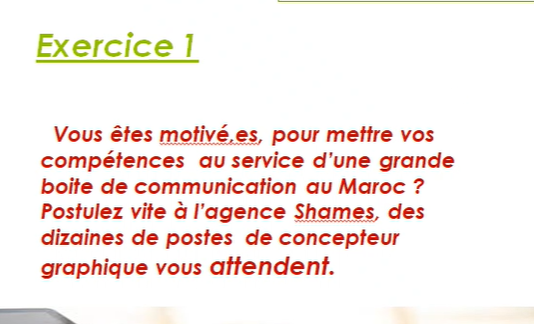 Exercice 1
Vous êtes motivé.es, pour mettre vos
compétences au service d'une grande
boite de communication au Maroc ?
Postulez vite à l'agence Shames, des
dizaines de postes de concepteur
graphique vous attendent.